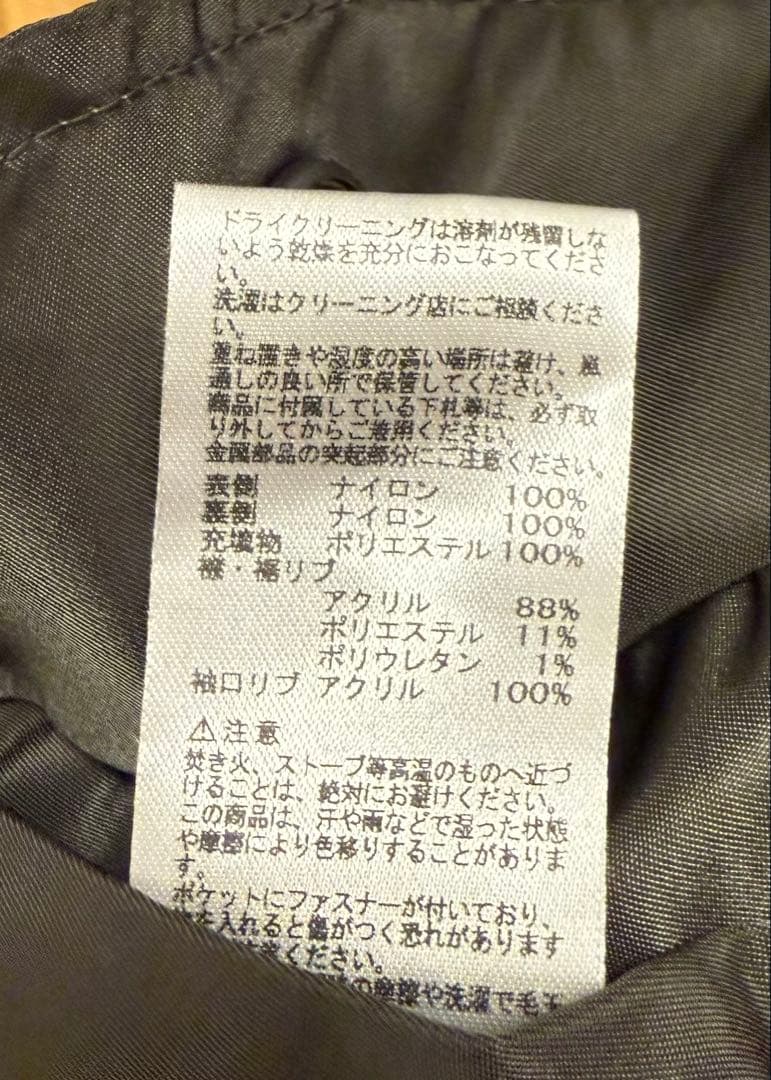 ドライクリーニングは溶剤が残留しな
いよう乾燥を充分におこなってくださ
い。
洗濯はクリーニング店にご相談くださ
い。
重ね置きや湿度の高い場所は避け、風
通しの良い所で保管してください。
商品に付属している下札等は、必ず取
り外してからご着用ください。
金属部品の突起部分にご注意ください。
表側 ナイロン 100%
裏側 ナイロン 100%
充填物 ポリエステル 100%
襟・裾リブ
アクリル 88%
ポリエステル 11%
ポリウレタン 1%
袖口リブ アクリル 100%
⚠注意
焚き火、ストーブ等高温のものへ近づ
けることは、絶対にお避けください。
この商品は、汗や雨などで湿った状態
や摩擦により色移りすることがありま
す。
ポケットにファスナーが付いており、
を入れると傷がつく恐れがあります
ください。
の摩擦や洗濯で毛玉